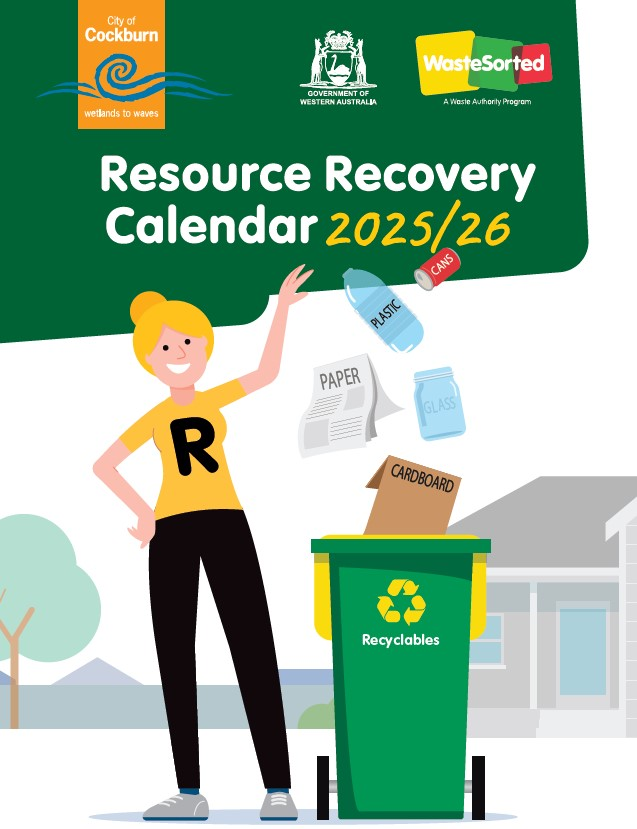 City of
Cockburn
wetlands to waves
GOVERNMENT OF
WESTERN AUSTRALIA
WasteSorted
A Waste Authority Program
Resource Recovery
Calendar 2025/26
CANS
PLASTIC
PAPER
GLASS
R
CARDBOARD
Recyclables